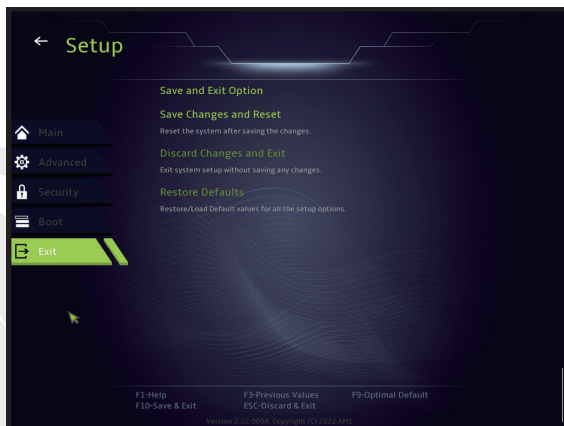 Setup
Save and Exit Option
Save Changes and Reset
Reset the system after saving the changes.
Discard Changes and Exit
Exit system setup without saving any changes.
Restore Defaults
Restore/Load Default values for all the setup options.
Main
Advanced
Security
Boot
Exit
F1-Help F3-Previous Values F9-Optimal Default
F10-Save & Exit ESC-Discard & Exit
Version 2.22.0054. Copyright (C) 2022 AMI